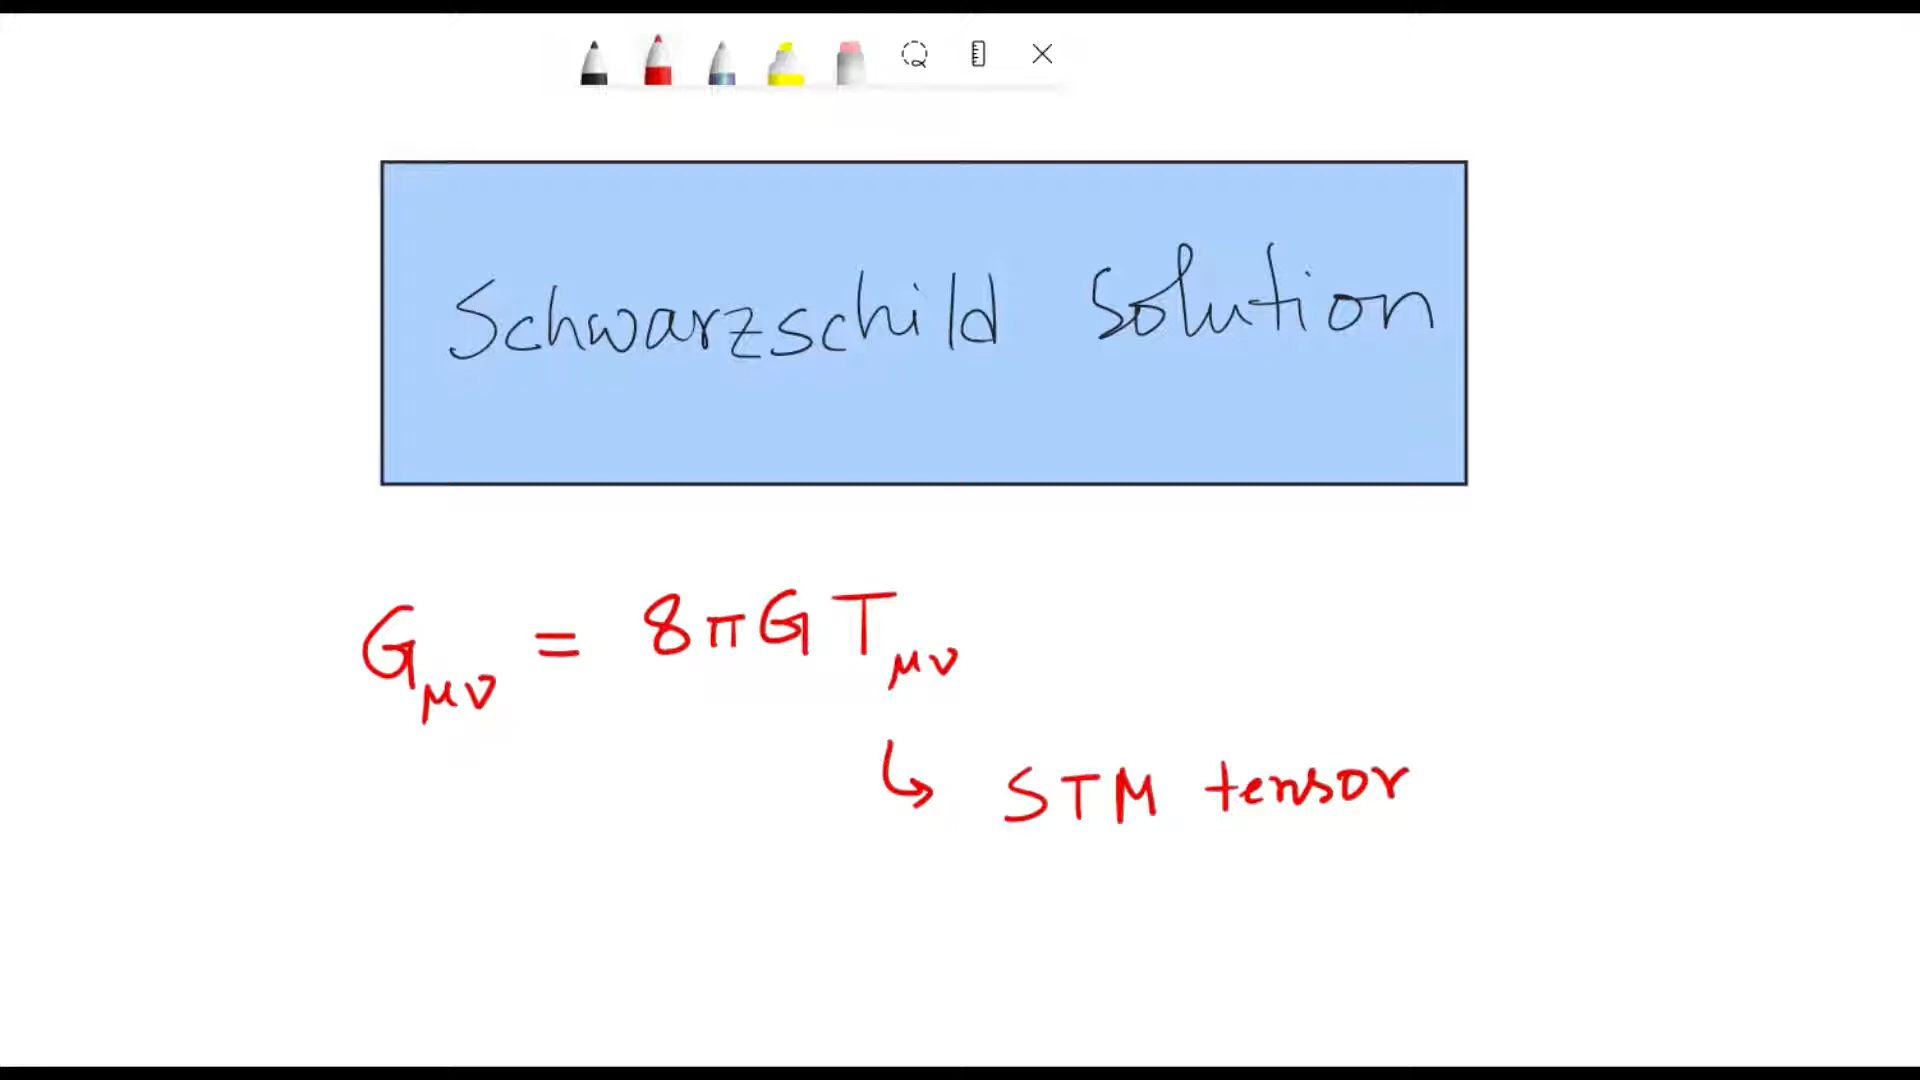 Schwarzschild Solution
Gμν = 8πG Tμν
↳ STM tensor